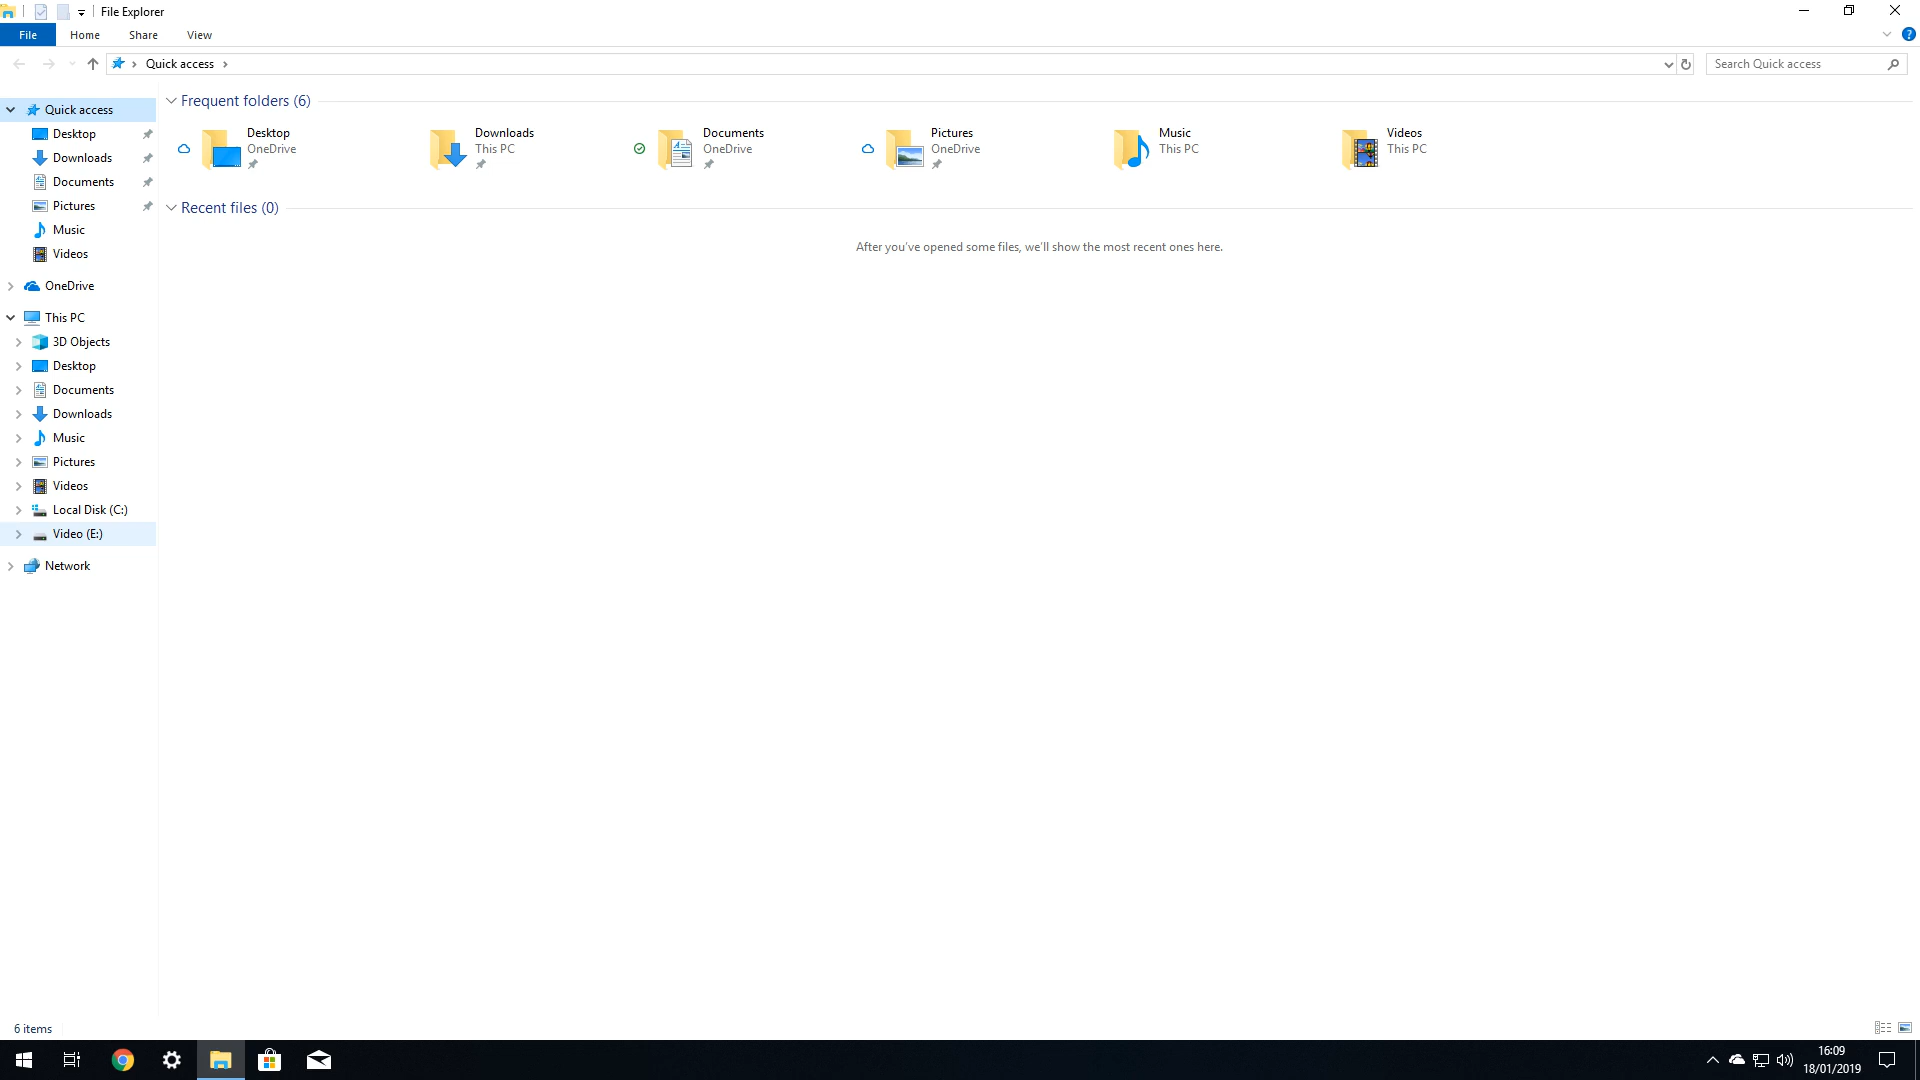 File Explorer
File Home Share View
Quick access
Search Quick access
Quick access
Desktop
Downloads
Documents
Pictures
Music
Videos
OneDrive
This PC
3D Objects
Desktop
Documents
Downloads
Music
Pictures
Videos
Local Disk (C:)
Video (E:)
Network
Frequent folders (6)
Desktop
OneDrive
Downloads
This PC
Documents
OneDrive
Pictures
OneDrive
Music
This PC
Videos
This PC
Recent files (0)
After you've opened some files, we'll show the most recent ones here.
6 items
16:09
18/01/2019